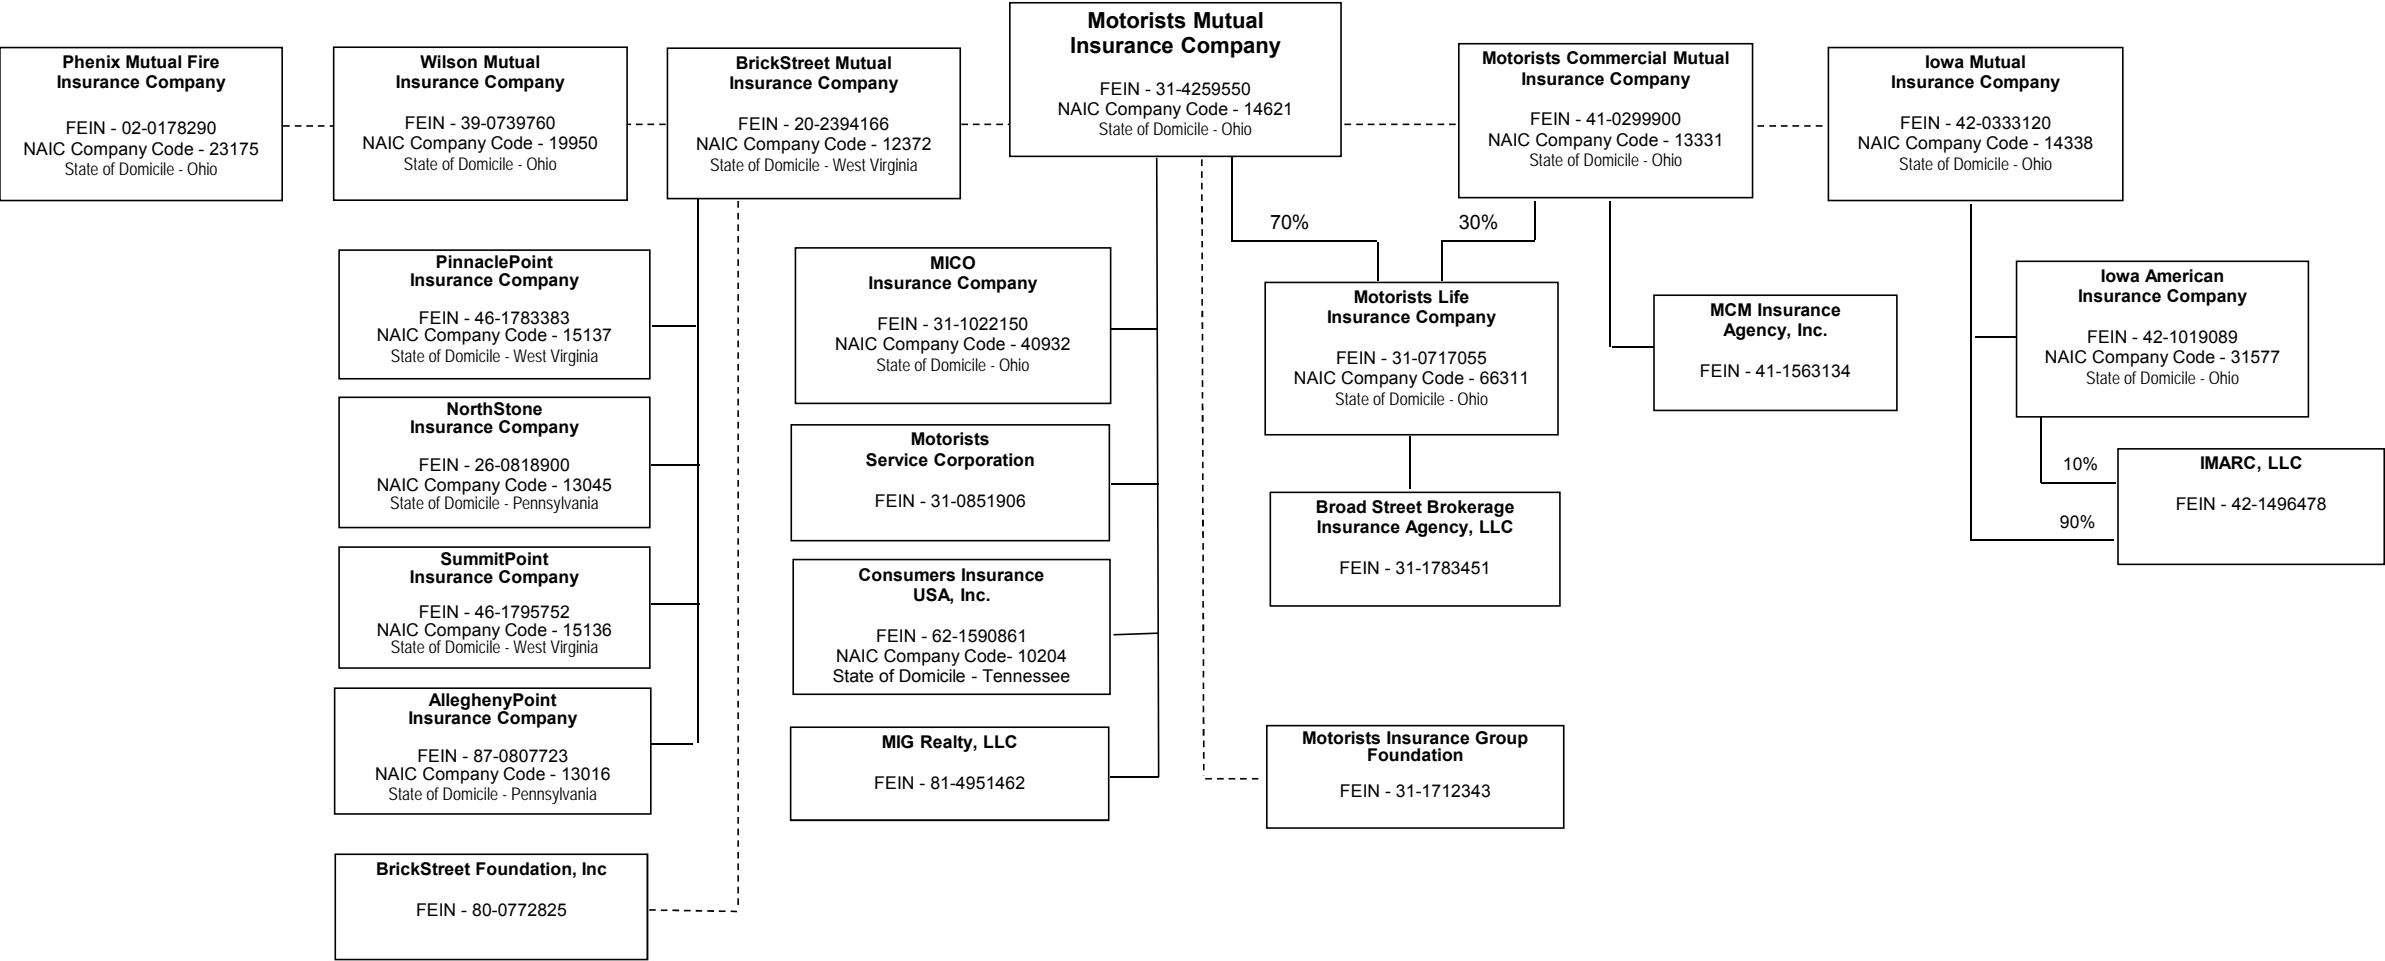 Motorists Mutual
Insurance Company
FEIN - 31-4259550
NAIC Company Code - 14621
State of Domicile - Ohio
Phenix Mutual Fire
Insurance Company
FEIN - 02-0178290
NAIC Company Code - 23175
State of Domicile - Ohio
Wilson Mutual
Insurance Company
FEIN - 39-0739760
NAIC Company Code - 19950
State of Domicile - Ohio
BrickStreet Mutual
Insurance Company
FEIN - 20-2394166
NAIC Company Code - 12372
State of Domicile - West Virginia
Motorists Commercial Mutual
Insurance Company
FEIN - 41-0299900
NAIC Company Code - 13331
State of Domicile - Ohio
Iowa Mutual
Insurance Company
FEIN - 42-0333120
NAIC Company Code - 14338
State of Domicile - Ohio
PinnaclePoint
Insurance Company
FEIN - 46-1783383
NAIC Company Code - 15137
State of Domicile - West Virginia
NorthStone
Insurance Company
FEIN - 26-0818900
NAIC Company Code - 13045
State of Domicile - Pennsylvania
SummitPoint
Insurance Company
FEIN - 46-1795752
NAIC Company Code - 15136
State of Domicile - West Virginia
AlleghenyPoint
Insurance Company
FEIN - 87-0807723
NAIC Company Code - 13016
State of Domicile - Pennsylvania
BrickStreet Foundation, Inc
FEIN - 80-0772825
MICO
Insurance Company
FEIN - 31-1022150
NAIC Company Code - 40932
State of Domicile - Ohio
Motorists
Service Corporation
FEIN - 31-0851906
Consumers Insurance
USA, Inc.
FEIN - 62-1590861
NAIC Company Code- 10204
State of Domicile - Tennessee
MIG Realty, LLC
FEIN - 81-4951462
70%
30%
Motorists Life
Insurance Company
FEIN - 31-0717055
NAIC Company Code - 66311
State of Domicile - Ohio
Broad Street Brokerage
Insurance Agency, LLC
FEIN - 31-1783451
Motorists Insurance Group
Foundation
FEIN - 31-1712343
MCM Insurance
Agency, Inc.
FEIN - 41-1563134
Iowa American
Insurance Company
FEIN - 42-1019089
NAIC Company Code - 31577
State of Domicile - Ohio
10%
90%
IMARC, LLC
FEIN - 42-1496478